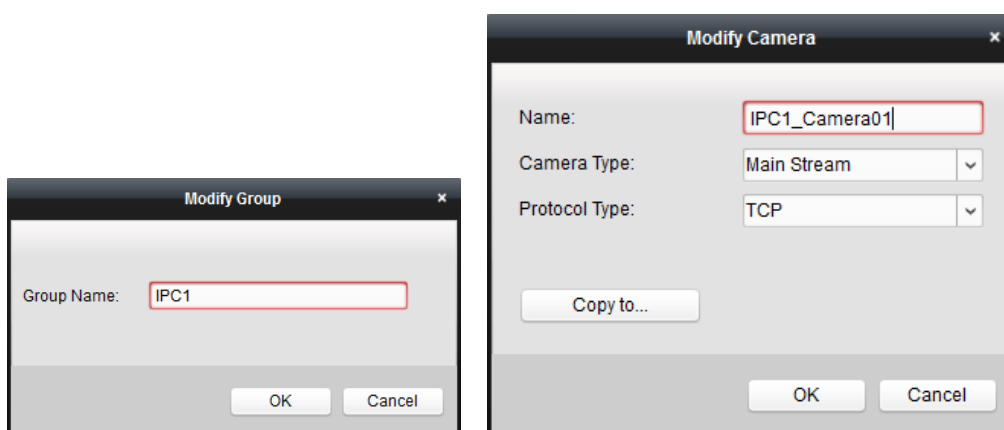 Modify Group ×
Group Name: IPC1
OK Cancel
Modify Camera ×
Name: IPC1_Camera01
Camera Type: Main Stream
Protocol Type: TCP
Copy to...
OK Cancel